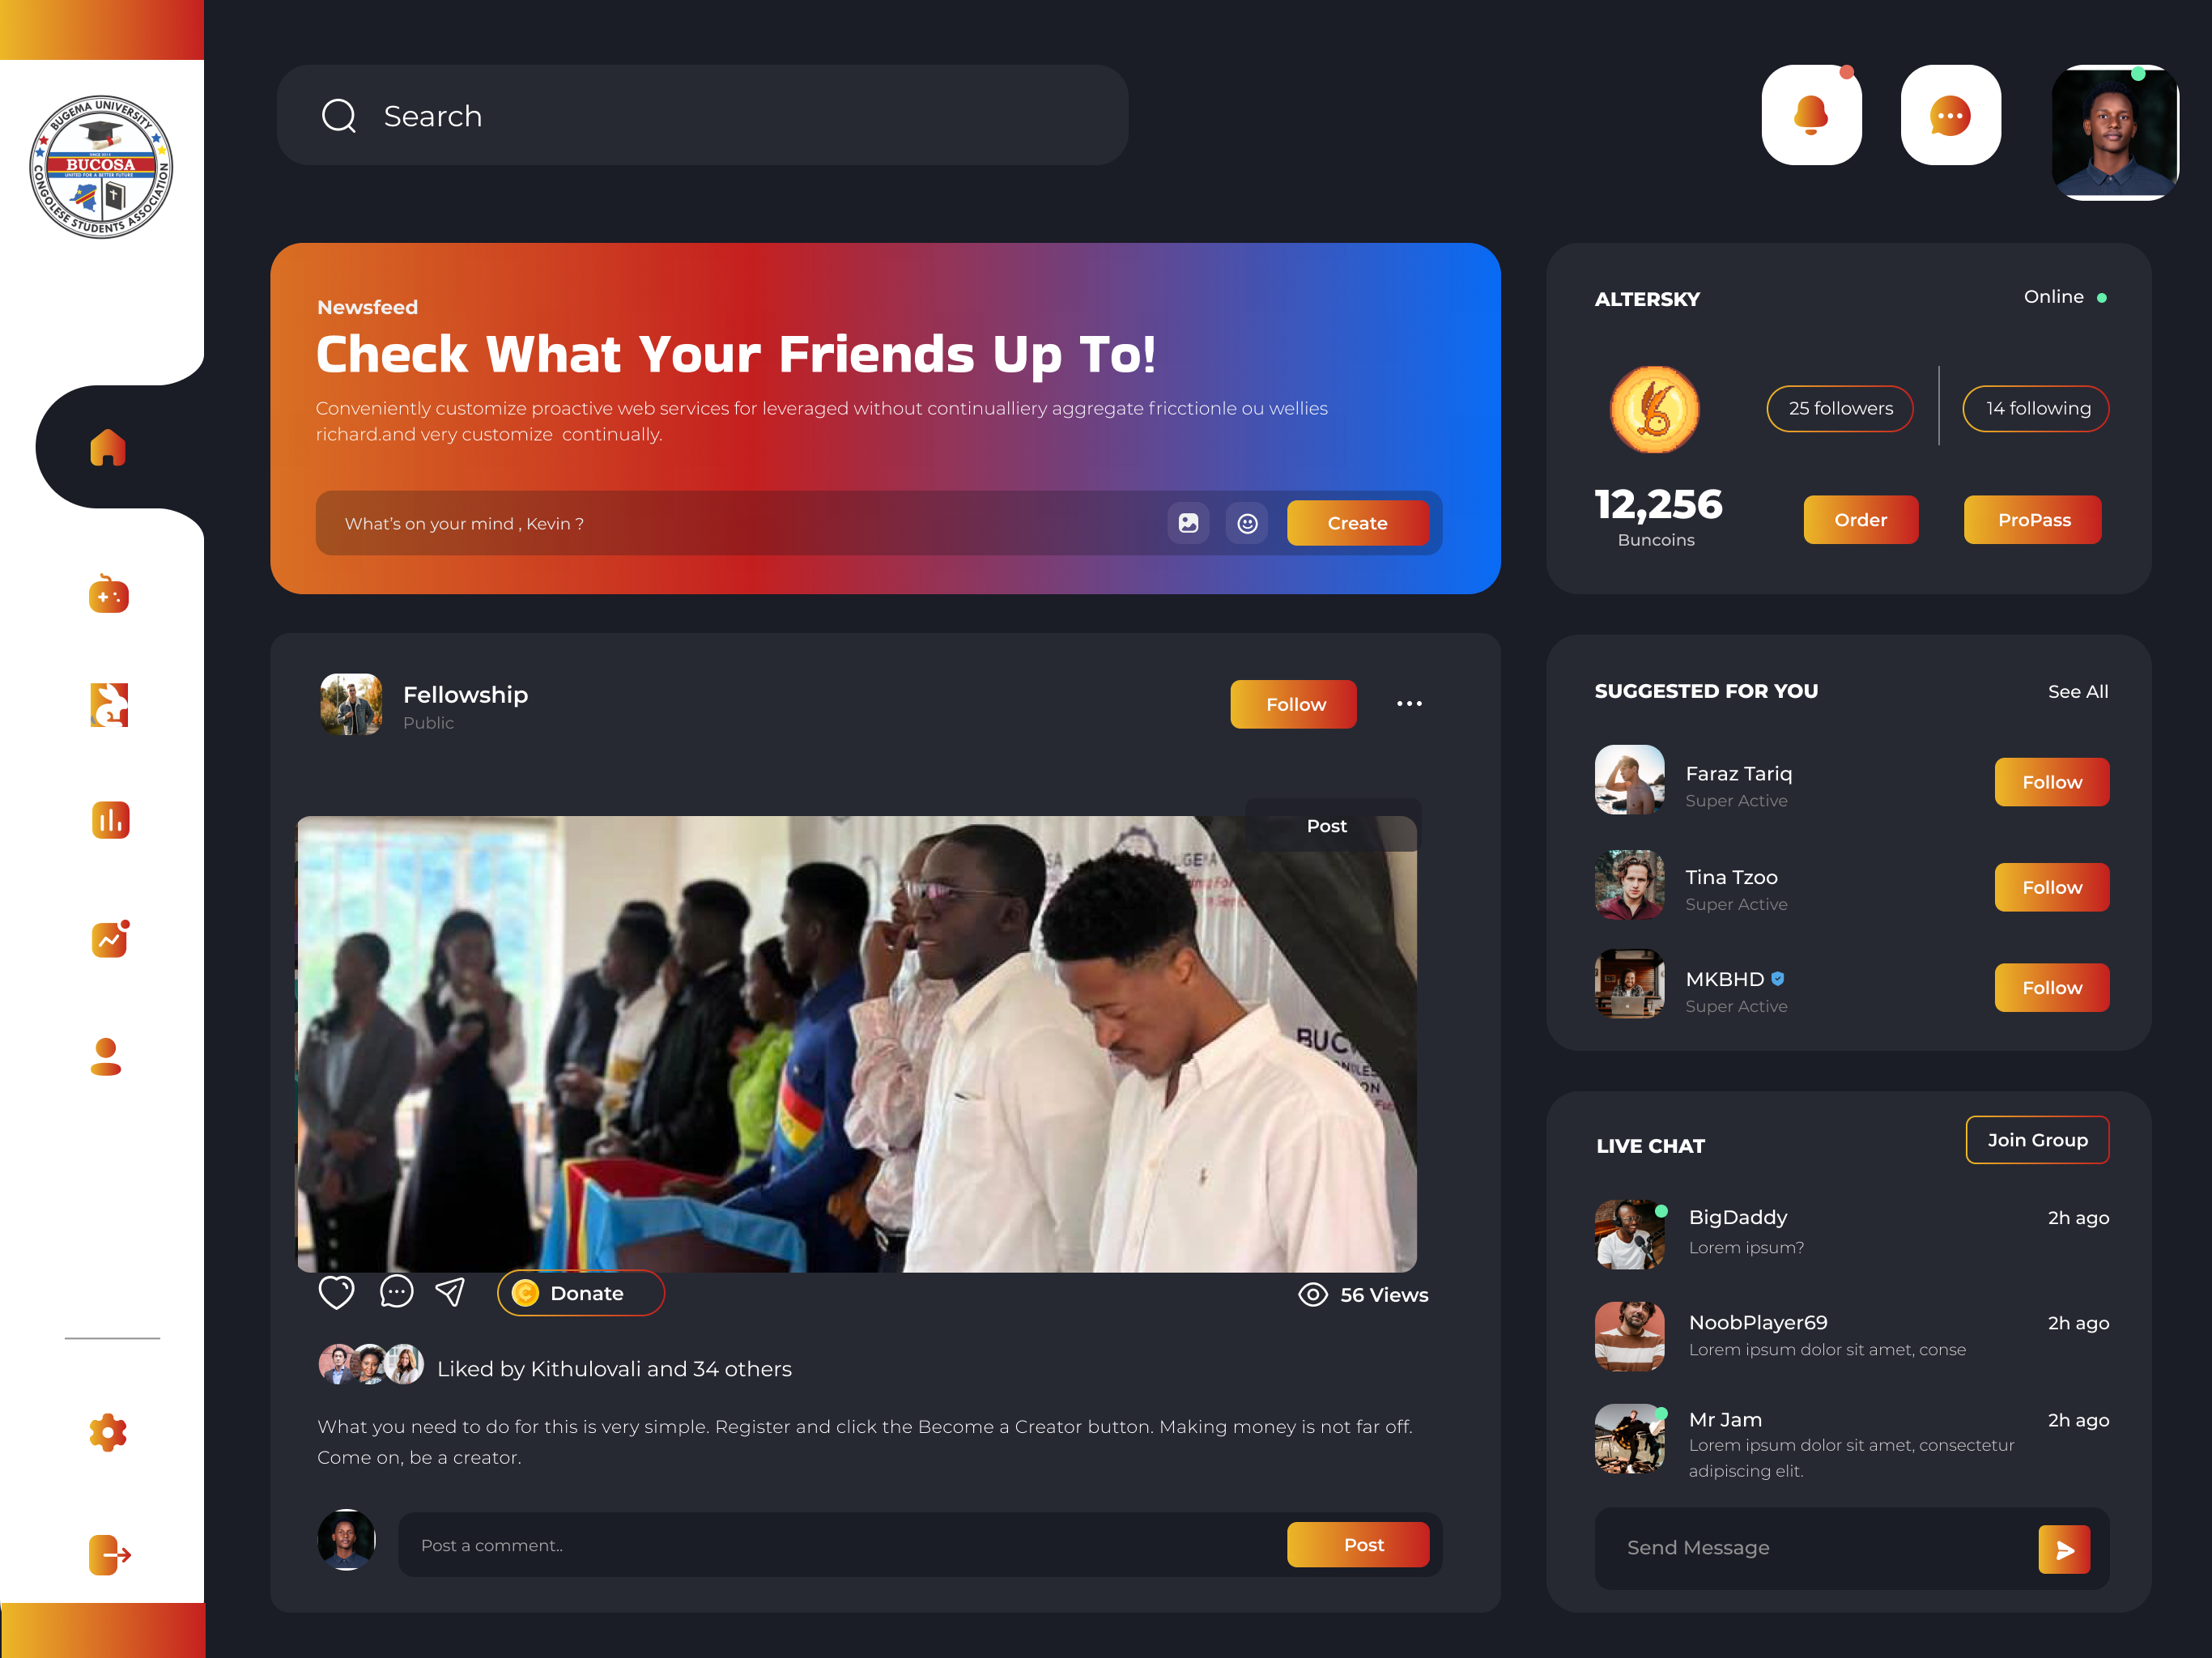 BUGEMA UNIVERSITY
BUCOSA
UNITED FOR A BETTER FUTURE
CONGOLESE STUDENTS ASSOCIATION
Search
Newsfeed
Check What Your Friends Up To!
Conveniently customize proactive web services for leveraged without continualliery aggregate fricctionle ou wellies
richard.and very customize continually.
What's on your mind , Kevin ?
Create
ALTERSKY
Online
25 followers
14 following
12,256
Buncoins
Order
ProPass
Fellowship
Public
Follow
Post
BUC
Donate
56 Views
Liked by Kithulovali and 34 others
What you need to do for this is very simple. Register and click the Become a Creator button. Making money is not far off.
Come on, be a creator.
Post a comment..
Post
SUGGESTED FOR YOU
See All
Faraz Tariq
Super Active
Follow
Tina Tzoo
Super Active
Follow
MKBHD
Super Active
Follow
LIVE CHAT
Join Group
BigDaddy
2h ago
Lorem ipsum?
NoobPlayer69
2h ago
Lorem ipsum dolor sit amet, conse
Mr Jam
2h ago
Lorem ipsum dolor sit amet, consectetur
adipiscing elit.
Send Message